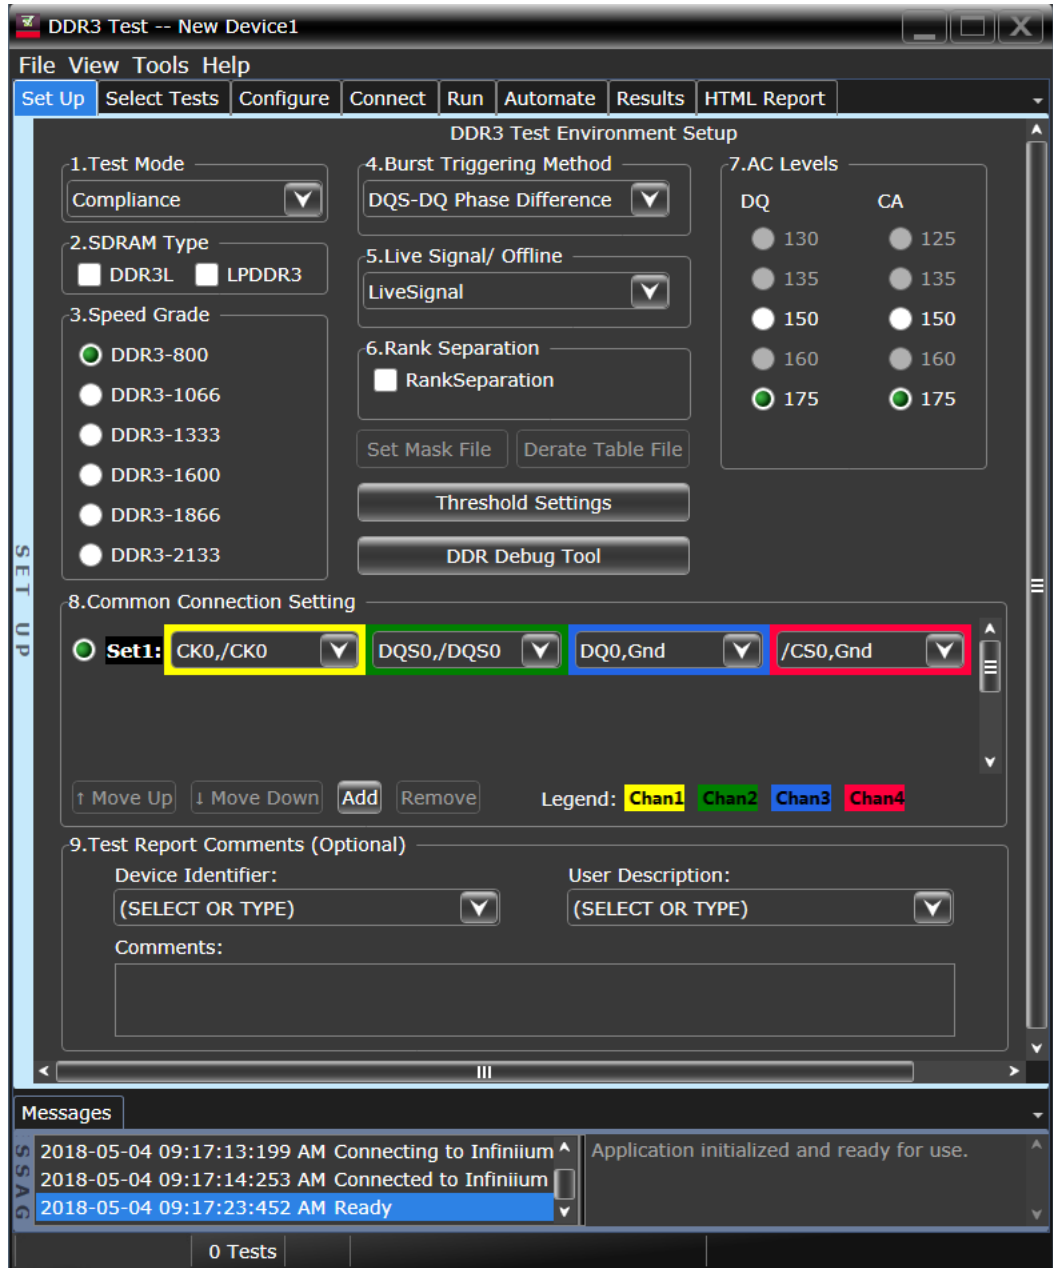 DDR3 Test -- New Device1
File View Tools Help
Set Up Select Tests Configure Connect Run Automate Results HTML Report
DDR3 Test Environment Setup
1.Test Mode
Compliance
2.SDRAM Type
DDR3L LPDDR3
3.Speed Grade
DDR3-800
DDR3-1066
DDR3-1333
DDR3-1600
DDR3-1866
DDR3-2133
4.Burst Triggering Method
DQS-DQ Phase Difference
5.Live Signal/ Offline
LiveSignal
6.Rank Separation
RankSeparation
Set Mask File Derate Table File
Threshold Settings
DDR Debug Tool
7.AC Levels
DQ CA
130 125
135 135
150 150
160 160
175 175
SET UP
8.Common Connection Setting
Set1: CK0,/CK0 DQS0,/DQS0 DQ0,Gnd /CS0,Gnd
↑ Move Up ↓ Move Down Add Remove Legend: Chan1 Chan2 Chan3 Chan4
9.Test Report Comments (Optional)
Device Identifier: User Description:
(SELECT OR TYPE) (SELECT OR TYPE)
Comments:
Messages
SSAG
2018-05-04 09:17:13:199 AM Connecting to Infiniium
2018-05-04 09:17:14:253 AM Connected to Infiniium
2018-05-04 09:17:23:452 AM Ready
Application initialized and ready for use.
0 Tests